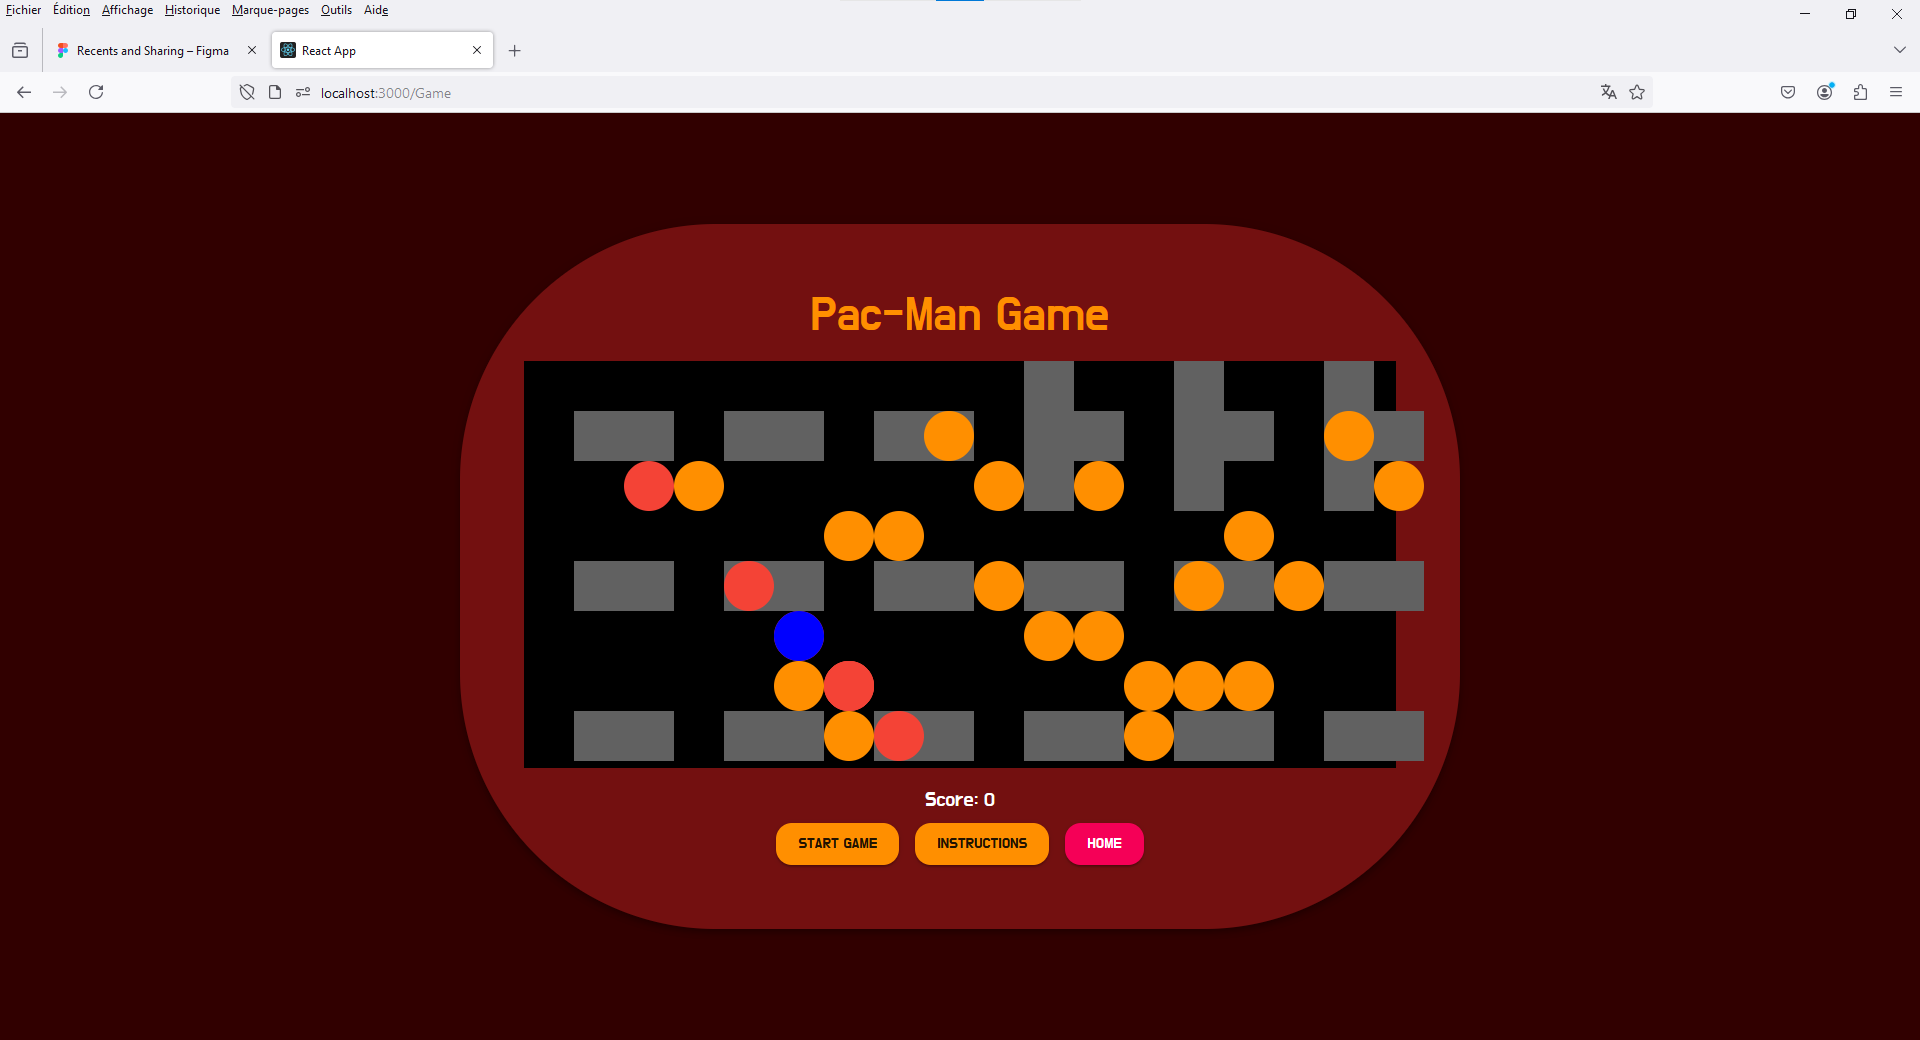 Fichier Édition Affichage Historique Marque-pages Outils Aide
Recents and Sharing – Figma
React App
localhost:3000/Game
Pac-Man Game
Score: 0
START GAME INSTRUCTIONS HOME